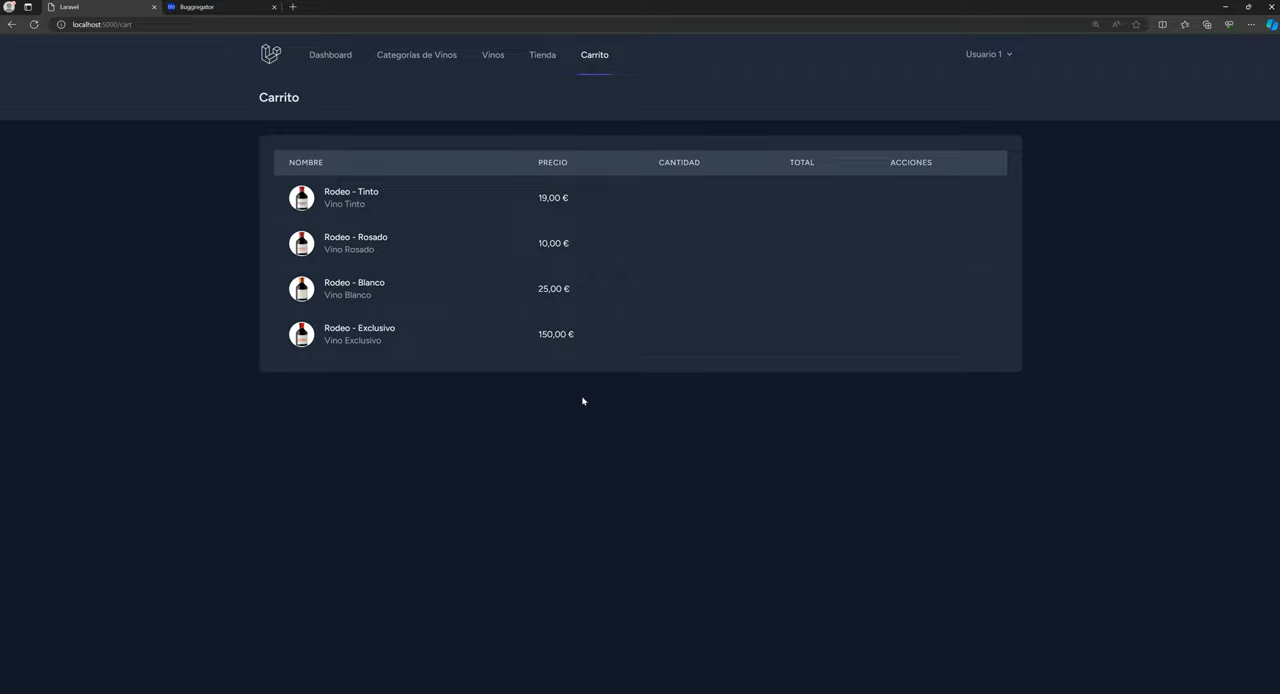 Laravel
Buggregator
localhost:5000/cart
Dashboard
Categorías de Vinos
Vinos
Tienda
Carrito
Usuario 1
Carrito
NOMBRE PRECIO CANTIDAD TOTAL ACCIONES
Rodeo - Tinto
Vino Tinto
19,00 €
Rodeo - Rosado
Vino Rosado
10,00 €
Rodeo - Blanco
Vino Blanco
25,00 €
Rodeo - Exclusivo
Vino Exclusivo
150,00 €